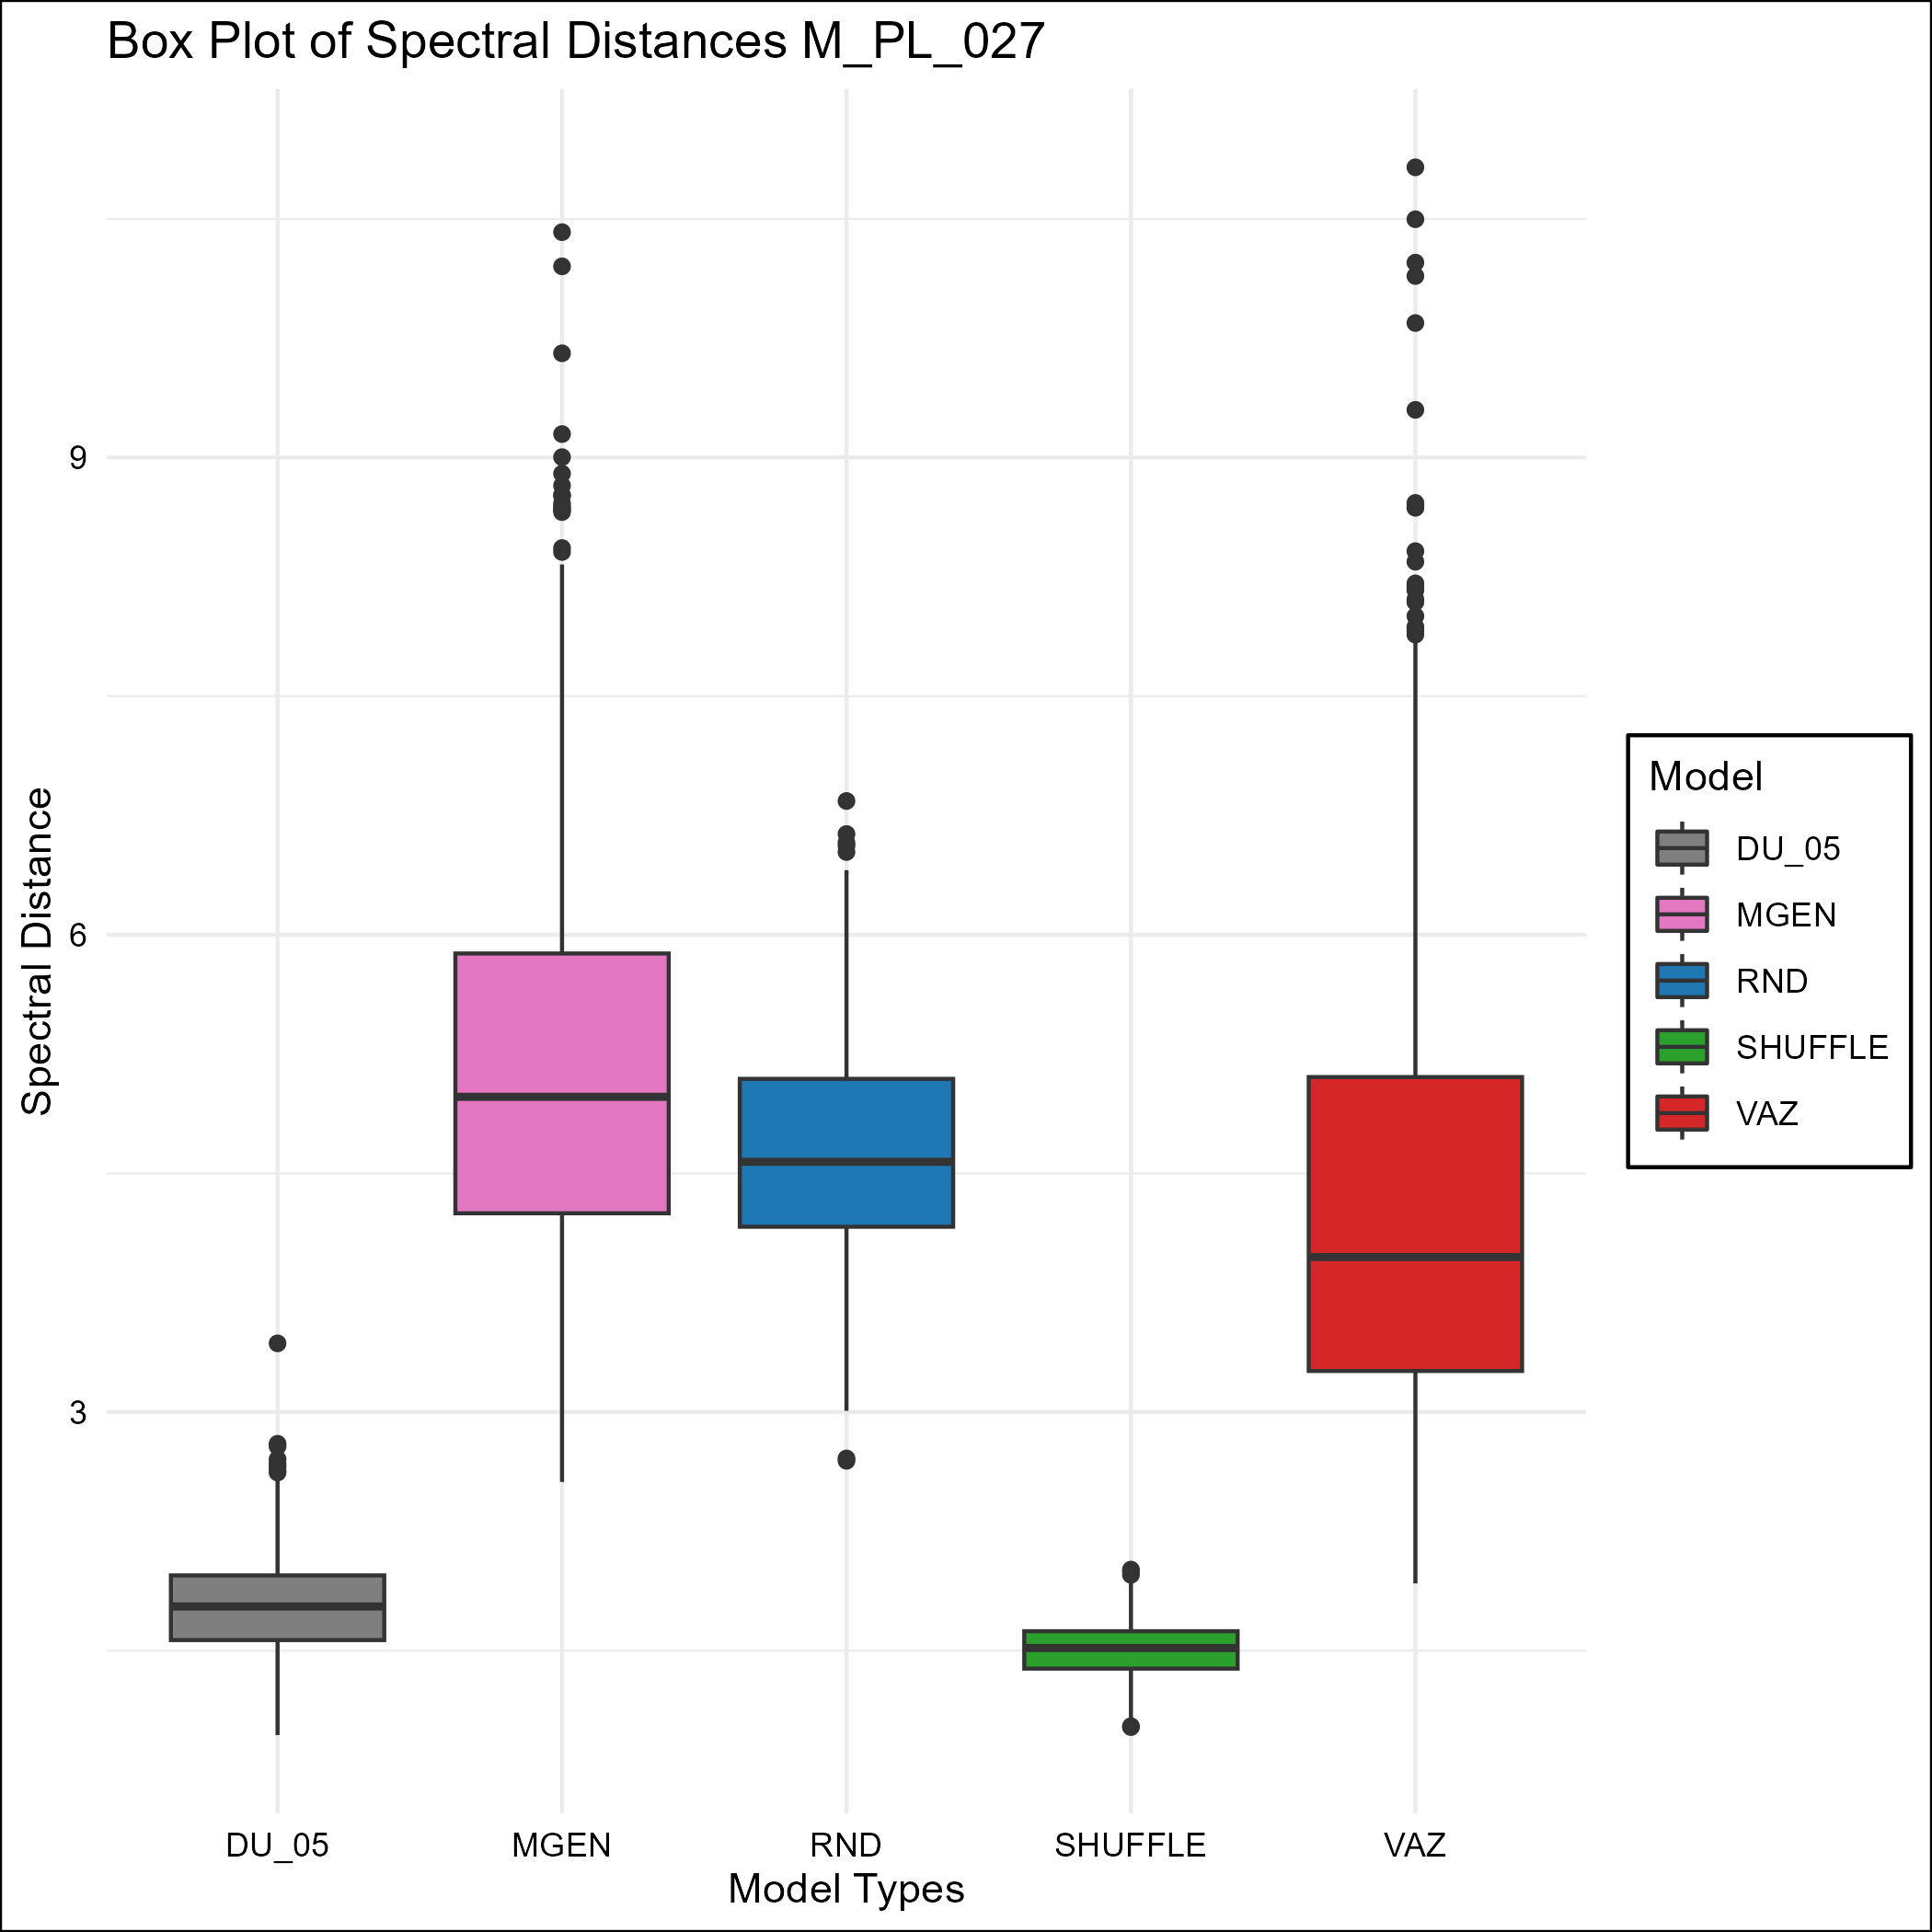 Box Plot of Spectral Distances M_PL_027
Spectral Distance
9
6
3
DU_05
MGEN
RND
SHUFFLE
VAZ
Model Types
Model
DU_05
MGEN
RND
SHUFFLE
VAZ